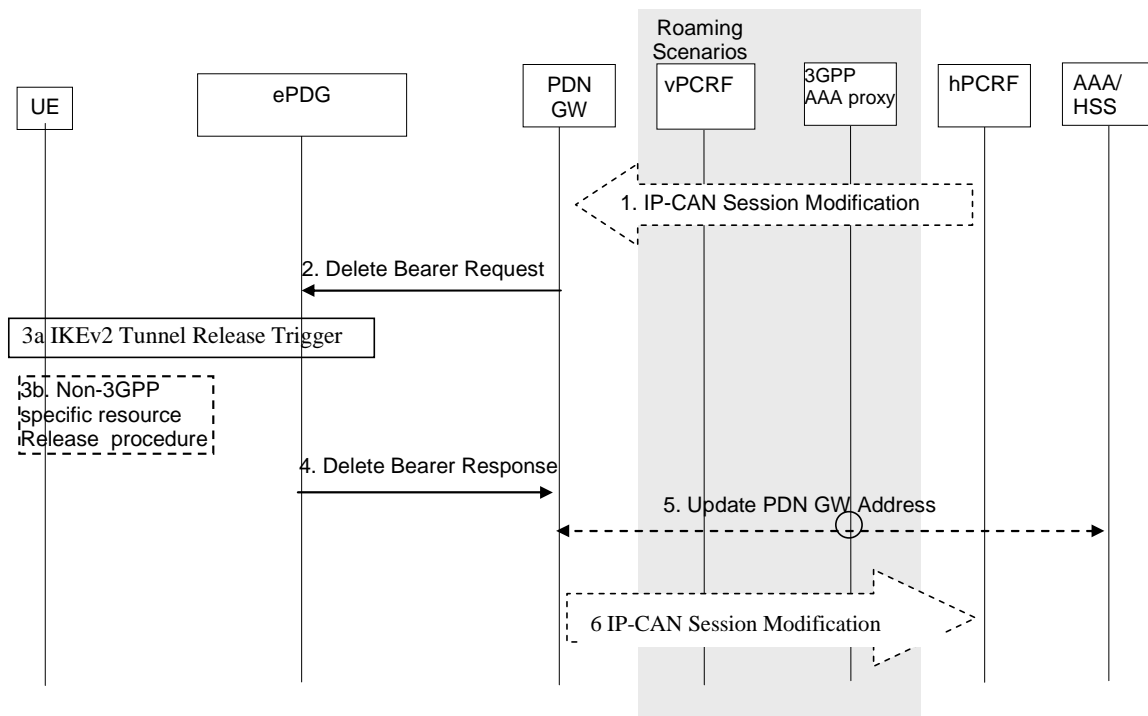 Roaming
Scenarios
UE
ePDG
PDN
GW
vPCRF
3GPP
AAA proxy
hPCRF
AAA/
HSS
1. IP-CAN Session Modification
2. Delete Bearer Request
3a IKEv2 Tunnel Release Trigger
3b. Non-3GPP
specific resource
Release procedure
4. Delete Bearer Response
5. Update PDN GW Address
6 IP-CAN Session Modification